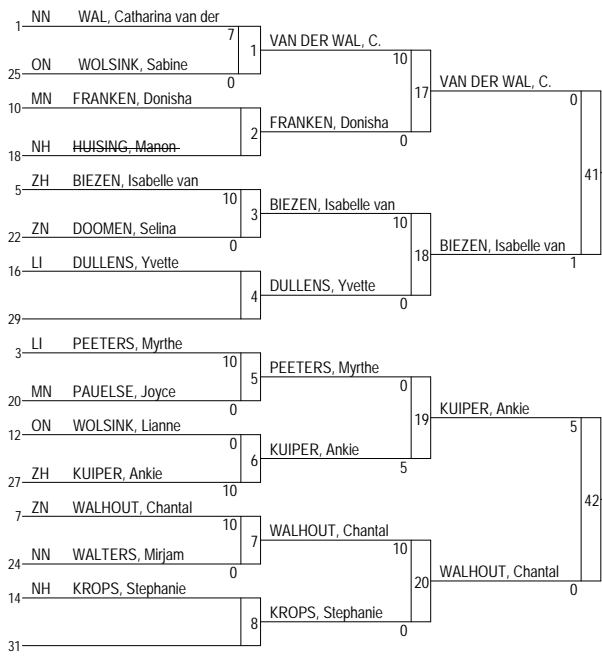 1 NN WAL, Catharina van der
7
1
25 ON WOLSINK, Sabine
0
VAN DER WAL, C.
10
10 MN FRANKEN, Donisha
2
18 NH HUISING, Manon
FRANKEN, Donisha
0
17
VAN DER WAL, C.
0
5 ZH BIEZEN, Isabelle van
10
3
22 ZN DOOMEN, Selina
0
BIEZEN, Isabelle van
10
16 LI DULLENS, Yvette
4
29
DULLENS, Yvette
0
18
BIEZEN, Isabelle van
1
41
3 LI PEETERS, Myrthe
10
5
20 MN PAUELSE, Joyce
0
PEETERS, Myrthe
0
12 ON WOLSINK, Lianne
0
6
27 ZH KUIPER, Ankie
10
KUIPER, Ankie
5
19
KUIPER, Ankie
5
7 ZN WALHOUT, Chantal
10
7
24 NN WALTERS, Mirjam
0
WALHOUT, Chantal
10
14 NH KROPS, Stephanie
8
31
KROPS, Stephanie
0
20
WALHOUT, Chantal
0
42